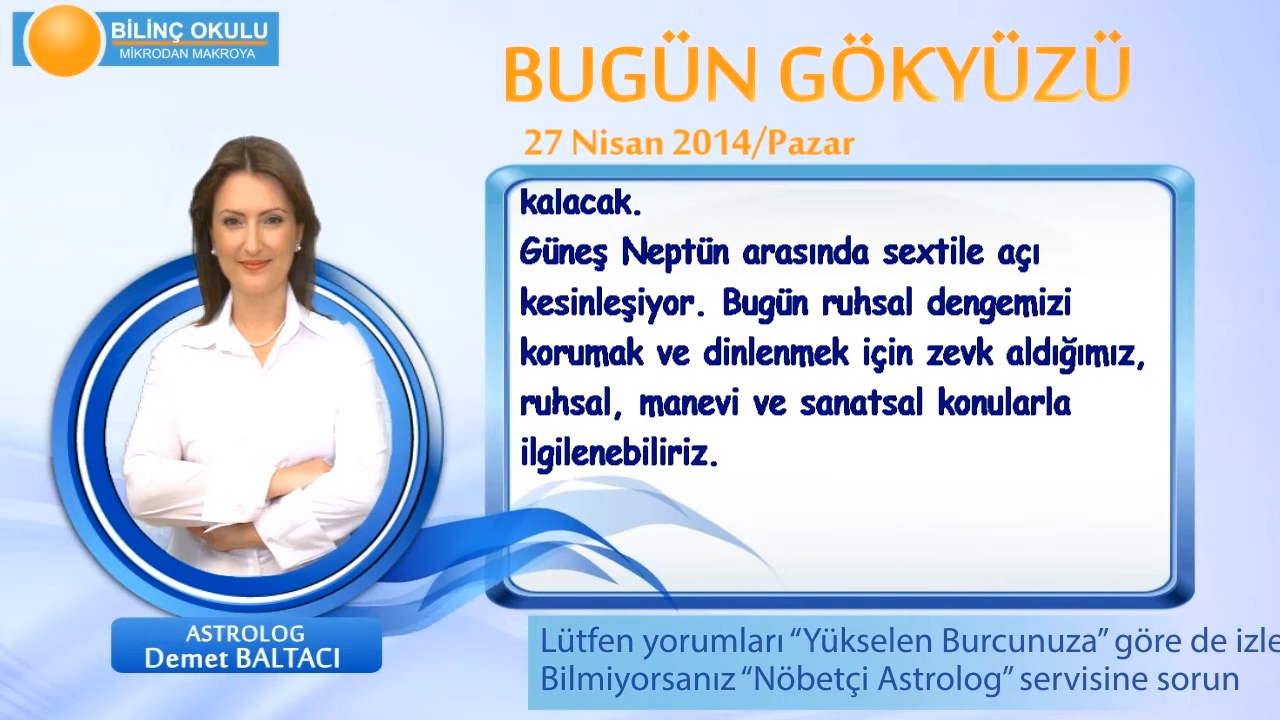 BİLİNÇ OKULU
MİKRODAN MAKROYA
BUGÜN GÖKYÜZÜ
27 Nisan 2014/Pazar
kalacak.
Güneş Neptün arasında sextile açı
kesinleşiyor. Bugün ruhsal dengemizi
korumak ve dinlenmek için zevk aldığımız,
ruhsal, manevi ve sanatsal konularla
ilgilenebiliriz.
ASTROLOG
Demet BALTACI
Lütfen yorumları “Yükselen Burcunuza” göre de izle
Bilmiyorsanız “Nöbetçi Astrolog” servisine sorun